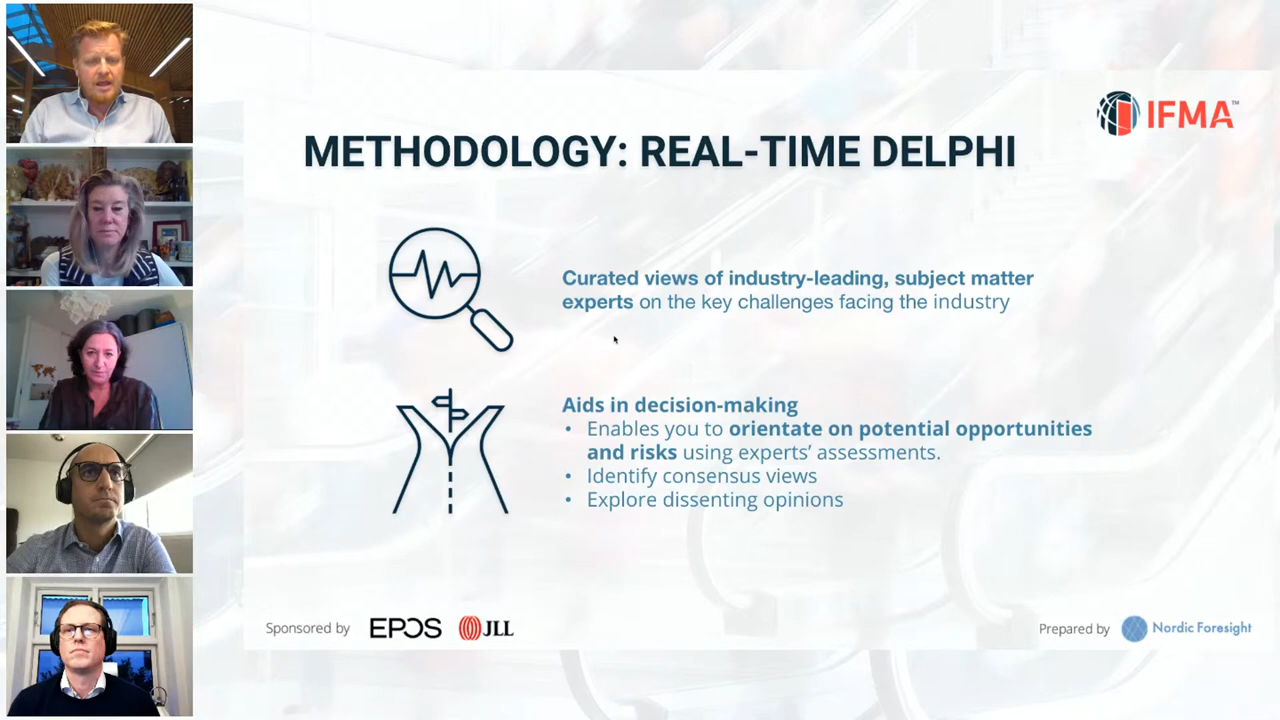 IFMA™
METHODOLOGY: REAL-TIME DELPHI
Curated views of industry-leading, subject matter
experts on the key challenges facing the industry
Aids in decision-making
• Enables you to orientate on potential opportunities
and risks using experts’ assessments.
• Identify consensus views
• Explore dissenting opinions
Sponsored by EPOS JLL
Prepared by Nordic Foresight